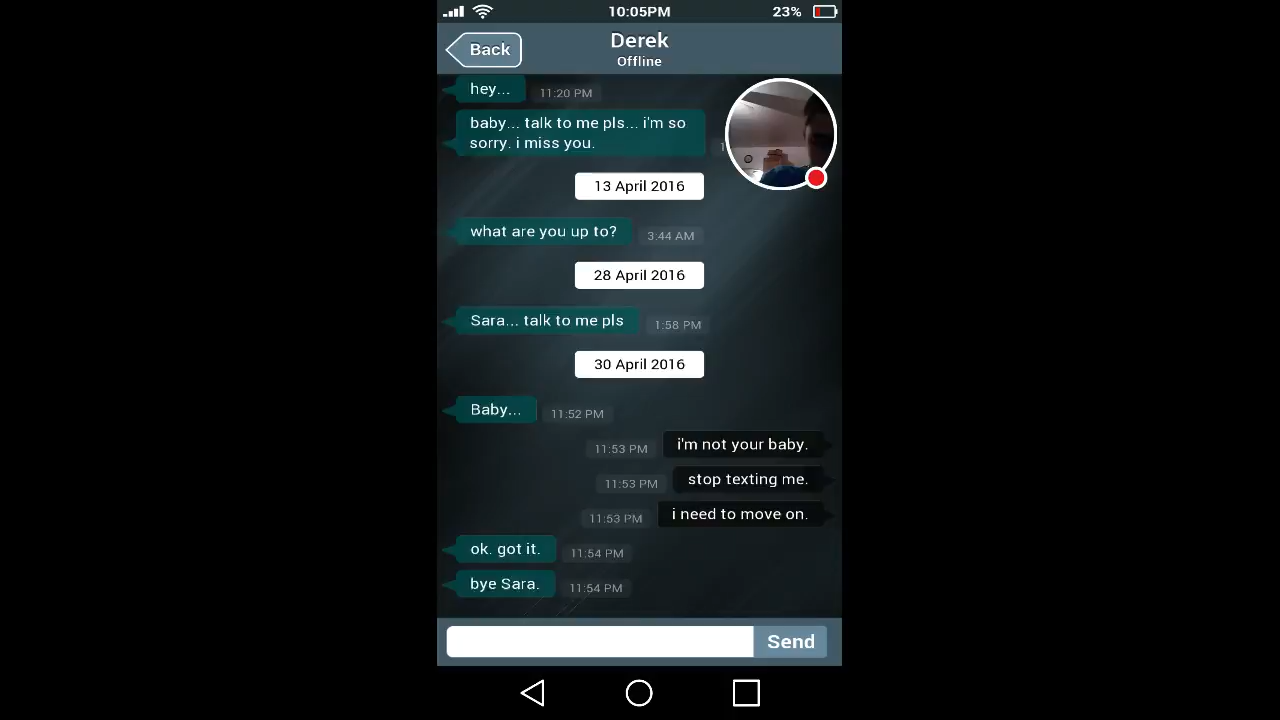 10:05PM
23%
Back
Derek
Offline
hey...
11:20 PM
baby... talk to me pls... i'm so
sorry. i miss you.
13 April 2016
what are you up to?
3:44 AM
28 April 2016
Sara... talk to me pls
1:58 PM
30 April 2016
Baby...
11:52 PM
i'm not your baby.
11:53 PM
stop texting me.
11:53 PM
i need to move on.
11:53 PM
ok. got it.
11:54 PM
bye Sara.
11:54 PM
Send